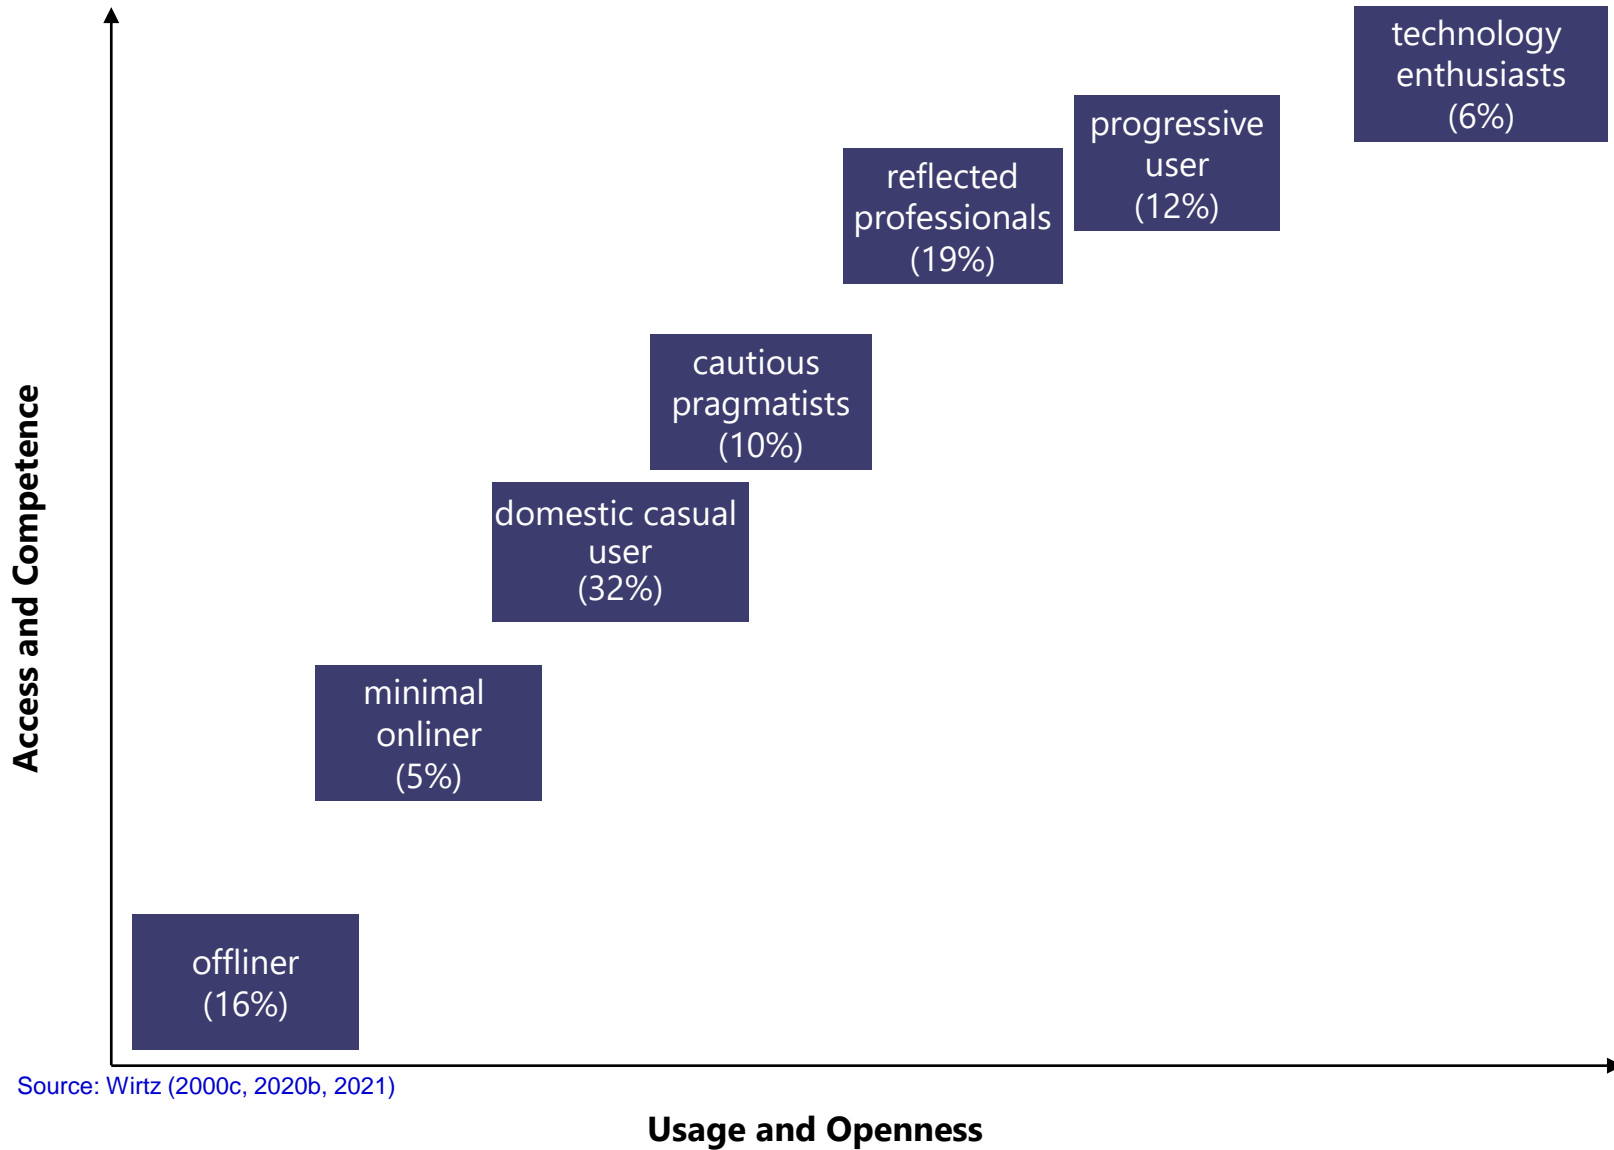 technology
enthusiasts
(6%)
progressive
user
(12%)
reflected
professionals
(19%)
cautious
pragmatists
(10%)
domestic casual
user
(32%)
minimal
onliner
(5%)
offliner
(16%)
Access and Competence
Source: Wirtz (2000c, 2020b, 2021)
Usage and Openness